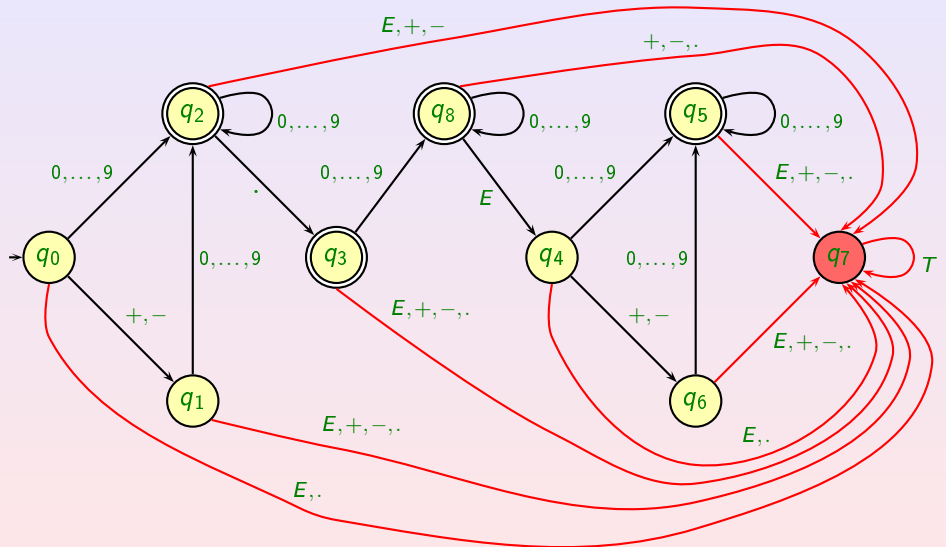 E,+,−
+,−,.
q2
0,...,9
q8
0,...,9
q5
0,...,9
0,...,9
.
0,...,9
E
0,...,9
E,+,−,.
q0
0,...,9
q3
q4
0,...,9
q7
T
+,−
E,+,−,.
+,−
E,+,−,.
q1
q6
E,+,−,.
E,.
E,.